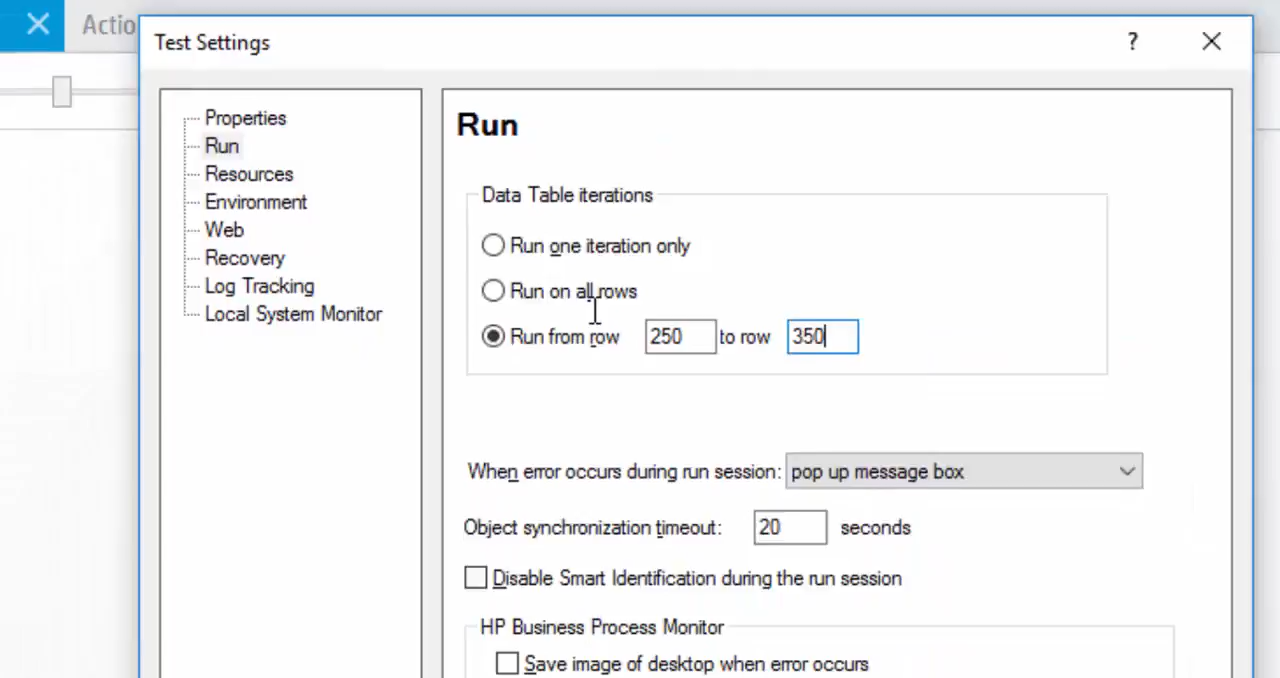 Actio
Test Settings
?
Properties
Run
Resources
Environment
Web
Recovery
Log Tracking
Local System Monitor
Run
Data Table iterations
Run one iteration only
Run on all rows
Run from row 250 to row 350
When error occurs during run session: pop up message box
Object synchronization timeout: 20 seconds
Disable Smart Identification during the run session
HP Business Process Monitor
Save image of desktop when error occurs